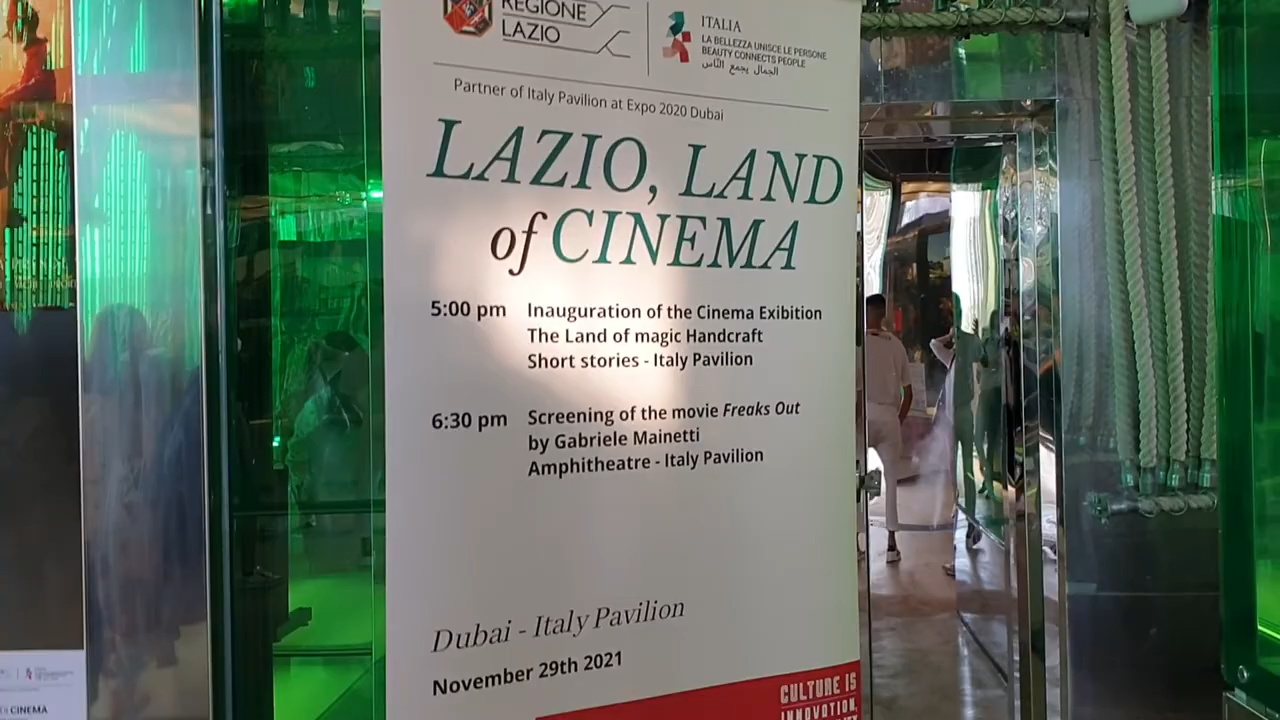 REGIONE
LAZIO
ITALIA
LA BELLEZZA UNISCE LE PERSONE
BEAUTY CONNECTS PEOPLE
الجمال يجمع الناس
Partner of Italy Pavilion at Expo 2020 Dubai
LAZIO, LAND
of CINEMA
5:00 pm Inauguration of the Cinema Exibition
The Land of magic Handcraft
Short stories - Italy Pavilion
6:30 pm Screening of the movie Freaks Out
by Gabriele Mainetti
Amphitheatre - Italy Pavilion
Dubai - Italy Pavilion
November 29th 2021
CULTURE IS
INNOVATION,
CINEMA